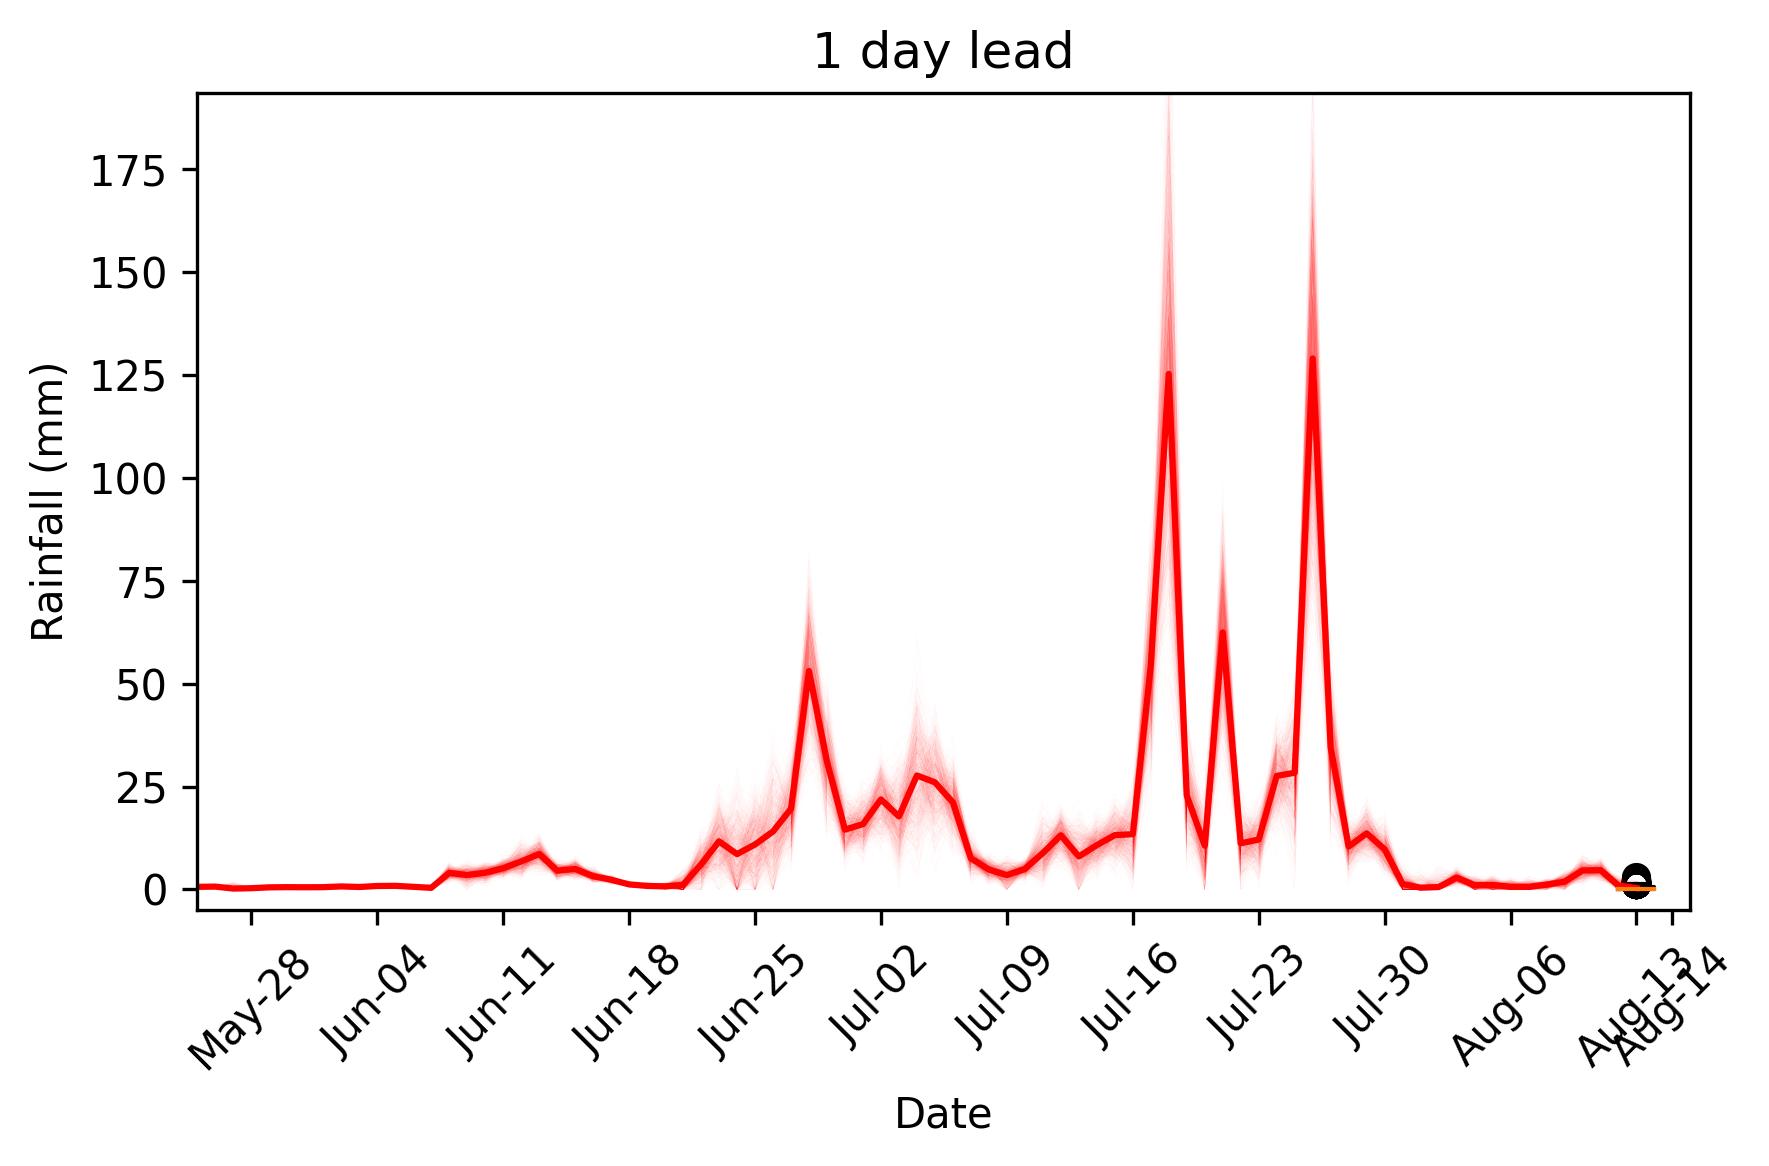 1 day lead
Rainfall (mm)
175
150
125
100
75
50
25
0
May-28
Jun-04
Jun-11
Jun-18
Jun-25
Jul-02
Jul-09
Jul-16
Jul-23
Jul-30
Aug-06
Aug-13
Aug-14
Date